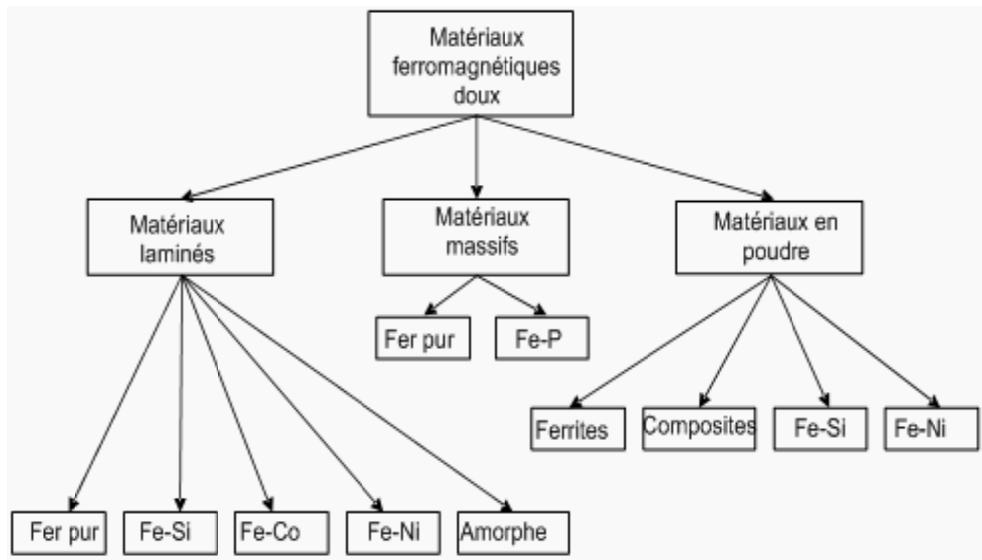 Matériaux
ferromagnétiques
doux
Matériaux
laminés
Matériaux
massifs
Matériaux en
poudre
Fer pur
Fe-P
Ferrites
Composites
Fe-Si
Fe-Ni
Fer pur
Fe-Si
Fe-Co
Fe-Ni
Amorphe